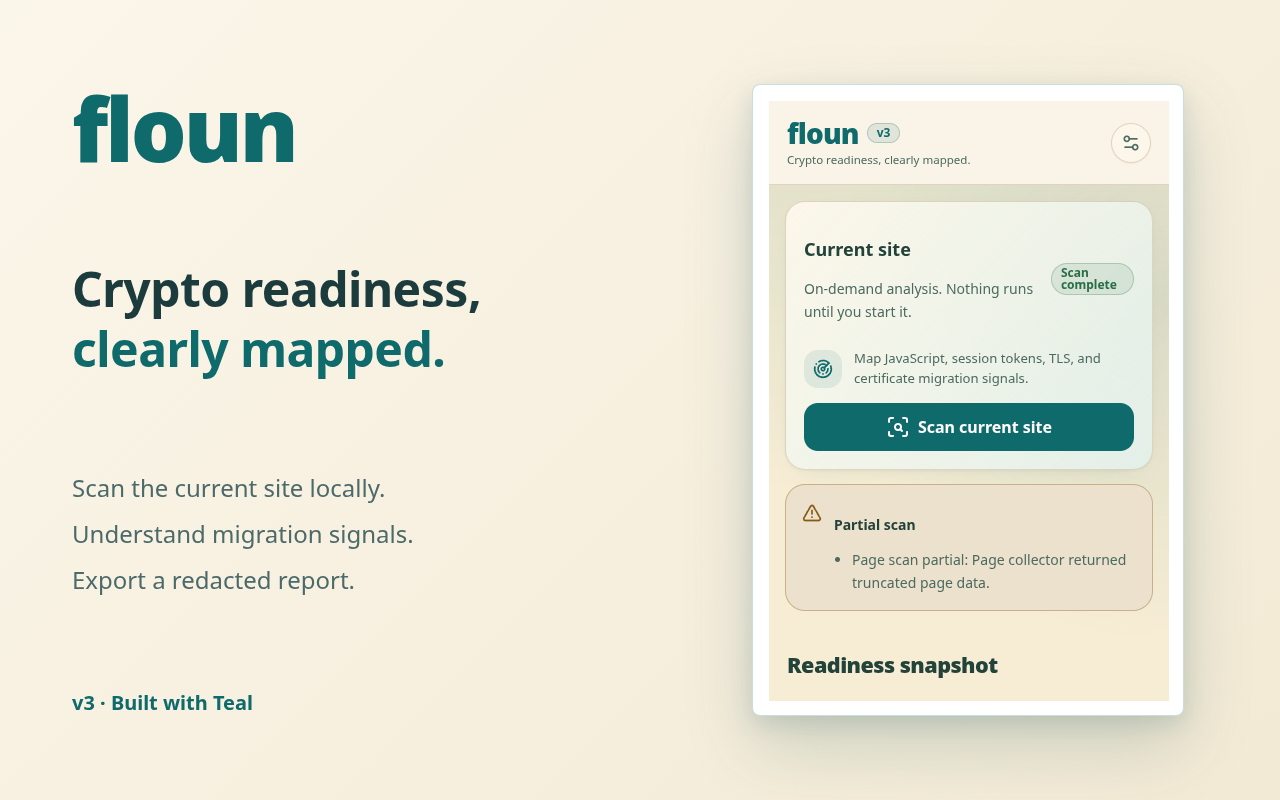 floun
Crypto readiness,
clearly mapped.
Scan the current site locally.
Understand migration signals.
Export a redacted report.
v3 · Built with Teal
floun v3
Crypto readiness, clearly mapped.
Current site
On-demand analysis. Nothing runs
until you start it.
Scan
complete
Map JavaScript, session tokens, TLS, and
certificate migration signals.
Scan current site
Partial scan
• Page scan partial: Page collector returned
truncated page data.
Readiness snapshot